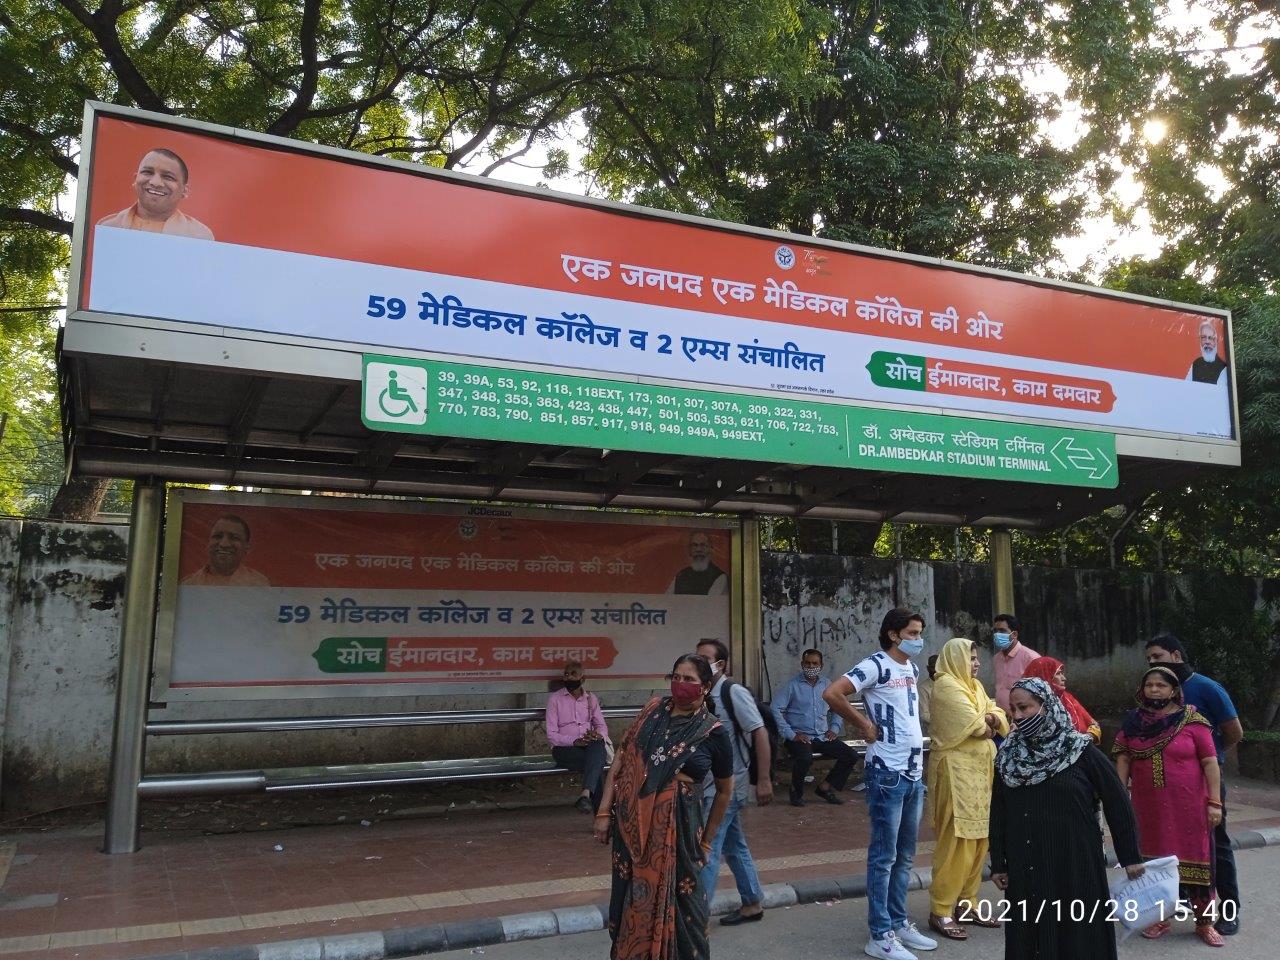 एक जनपद एक मेडिकल कॉलेज की ओर
59 मेडिकल कॉलेज व 2 एम्स संचालित
सोच ईमानदार, काम दमदार
39, 39A, 53, 92, 118, 118EXT, 173, 301, 307, 307A, 309, 322, 331,
347, 348, 353, 363, 423, 438, 447, 501, 503, 533, 621, 706, 722, 753,
770, 783, 790, 851, 857, 917, 918, 949, 949A, 949EXT,
डॉ. अम्बेडकर स्टेडियम टर्मिनल
DR.AMBEDKAR STADIUM TERMINAL
JCDecaux
एक जनपद एक मेडिकल कॉलेज की ओर
59 मेडिकल कॉलेज व 2 एम्स संचालित
सोच ईमानदार, काम दमदार
USHAAR
2021/10/28 15:40